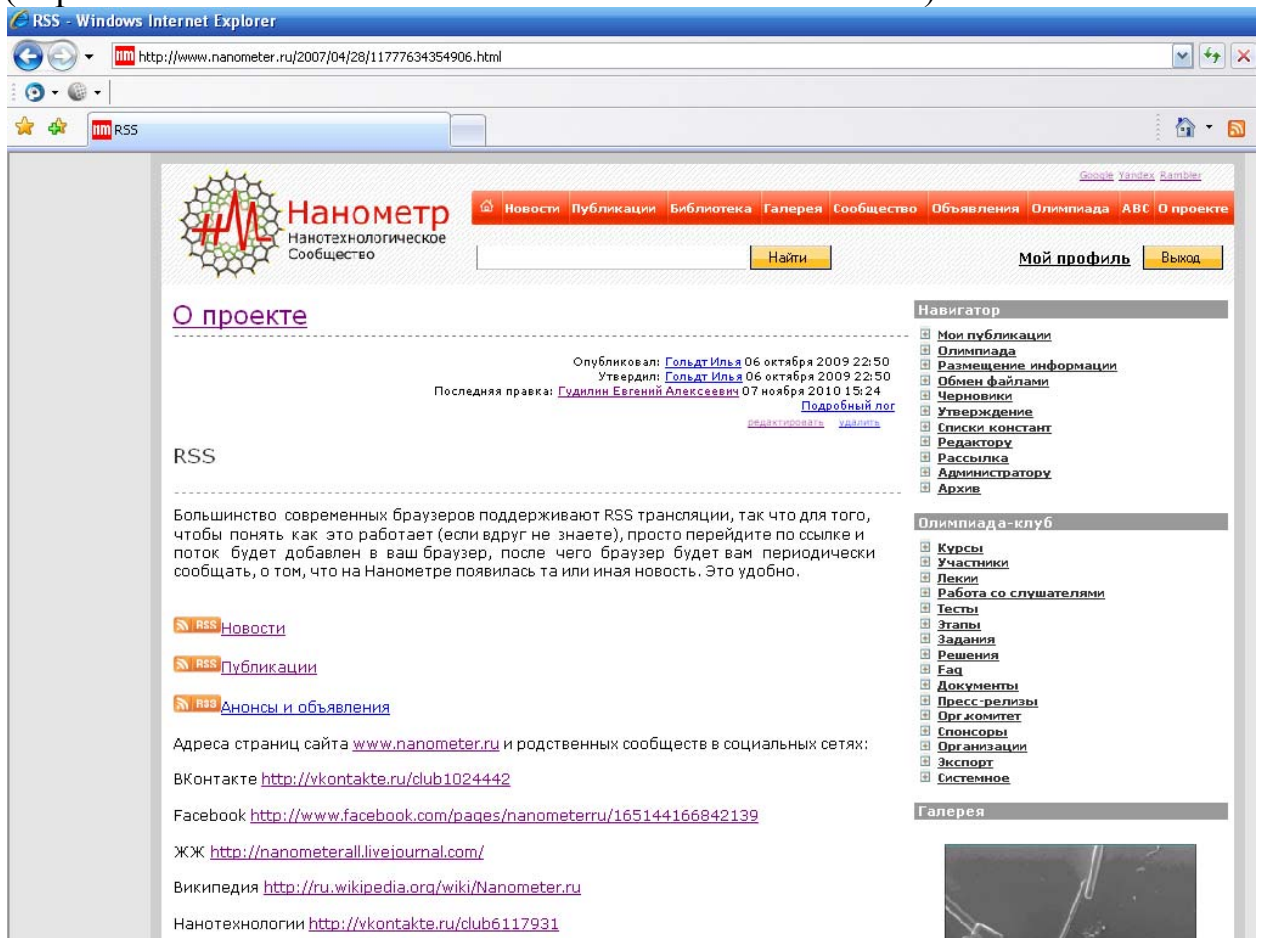 RSS - Windows Internet Explorer
http://www.nanometer.ru/2007/04/28/11777634354906.html
RSS
Google Yandex Rambler
Нанометр
Нанотехнологическое
Сообщество
Новости Публикации Библиотека Галерея Сообщество Объявления Олимпиада ABC О проекте
Найти
Мой профиль
Выход
О проекте
Опубликовал: Гольдт Илья 06 октября 2009 22:50
Утвердил: Гольдт Илья 06 октября 2009 22:50
Последняя правка: Гудилин Евгений Алексеевич 07 ноября 2010 15:24
Подробный лог
редактировать удалить
RSS
Большинство современных браузеров поддерживают RSS трансляции, так что для того,
чтобы понять как это работает (если вдруг не знаете), просто перейдите по ссылке и
поток будет добавлен в ваш браузер, после чего браузер будет вам периодически
сообщать, о том, что на Нанометре появилась та или иная новость. Это удобно.
RSS Новости
RSS Публикации
RSS Анонсы и объявления
Адреса страниц сайта www.nanometer.ru и родственных сообществ в социальных сетях:
ВКонтакте http://vkontakte.ru/club1024442
Facebook http://www.facebook.com/pages/nanometerru/165144166842139
ЖЖ http://nanometerall.livejournal.com/
Википедия http://ru.wikipedia.org/wiki/Nanometer.ru
Нанотехнологии http://vkontakte.ru/club6117931
Навигатор
Мои публикации
Олимпиада
Размещение информации
Обмен файлами
Черновики
Утверждение
Списки констант
Редактору
Рассылка
Администратору
Архив
Олимпиада-клуб
Курсы
Участники
Лекии
Работа со слушателями
Тесты
Этапы
Задания
Решения
Faq
Документы
Пресс-релизы
Орг.комитет
Спонсоры
Организации
Экспорт
Системное
Галерея